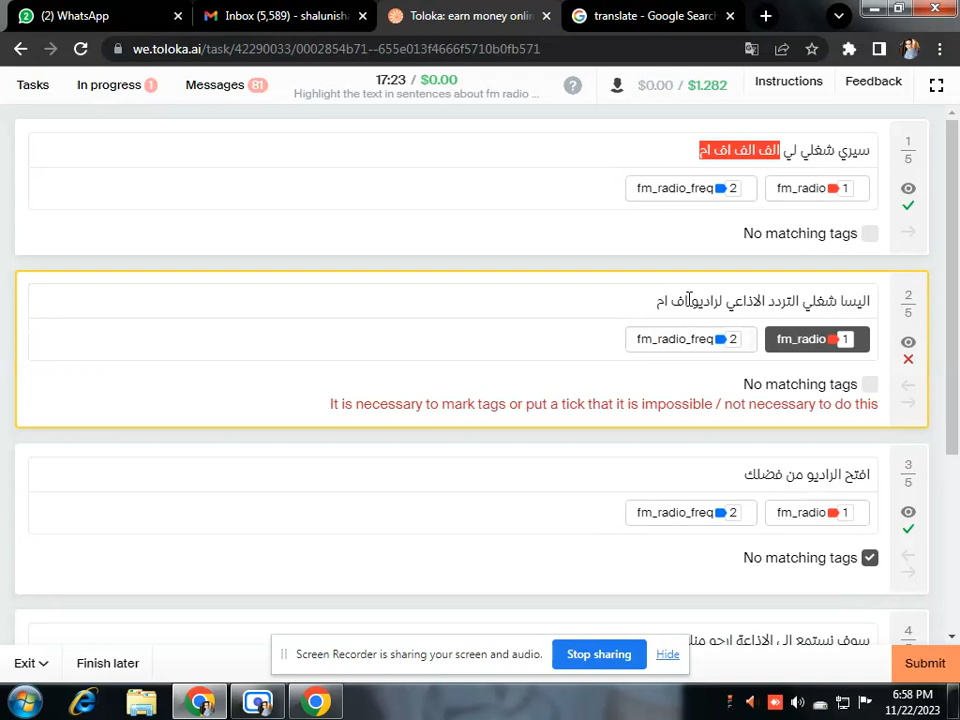 (2) WhatsApp
Inbox (5,589) - shalunisha
Toloka: earn money onlin
translate - Google Search
we.toloka.ai/task/42290033/0002854b71--655e013f4666f5710b0fb571
Tasks
In progress 1
Messages 81
17:23 / $0.00
Highlight the text in sentences about fm radio ...
$0.00 / $1.282
Instructions
Feedback
سيري شغلي لي الف الف اف ام
fm_radio_freq 2
fm_radio 1
No matching tags
1
5
اليسا شغلي التردد الاذاعي لراديو اف ام
fm_radio_freq 2
fm_radio 1
No matching tags
It is necessary to mark tags or put a tick that it is impossible / not necessary to do this
2
5
افتح الراديو من فضلك
fm_radio_freq 2
fm_radio 1
No matching tags
3
5
سوف نستمع الى الاذاعة ارجو
4
Exit
Finish later
Screen Recorder is sharing your screen and audio.
Stop sharing
Hide
Submit
6:58 PM
11/22/2023